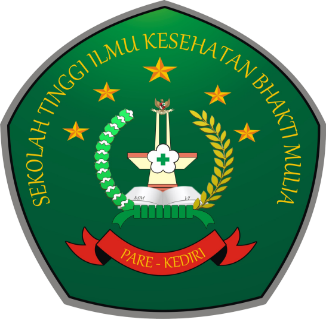 SEKOLAH TINGGI ILMU KESEHATAN BHAKTI MULIA
PARE - KEDIRI